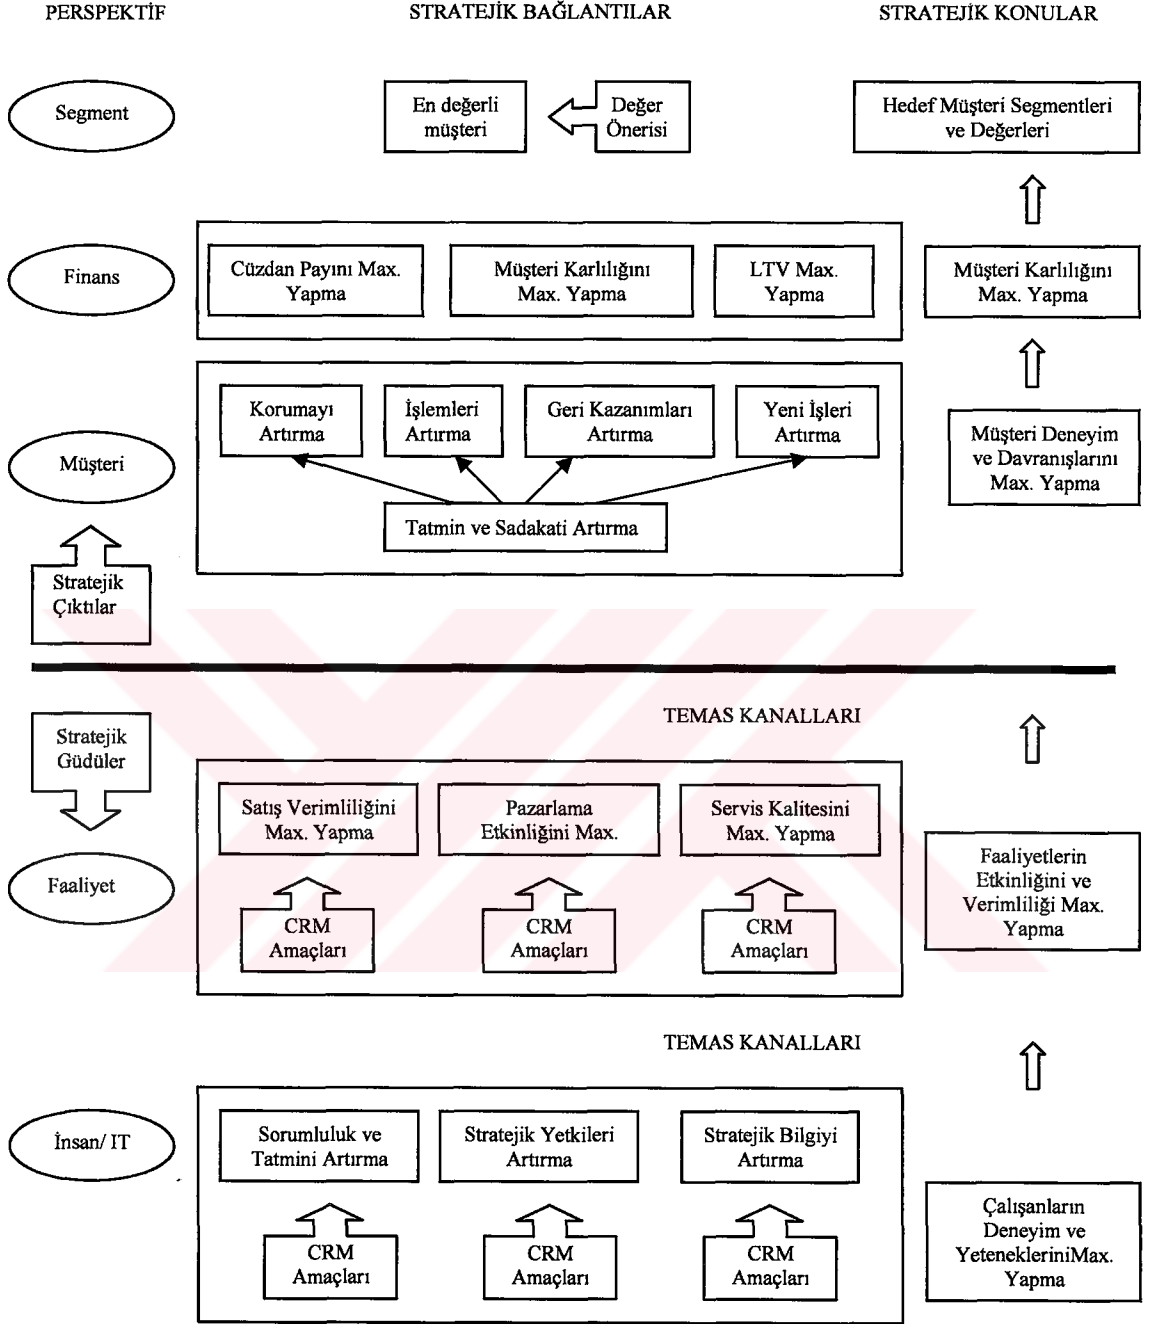 PERSPEKTİF
STRATEJİK BAĞLANTILAR
STRATEJİK KONULAR
Segment
En değerli
müşteri
Değer
Önerisi
Hedef Müşteri Segmentleri
ve Değerleri
Finans
Cüzdan Payını Max.
Yapma
Müşteri Karlılığını
Max. Yapma
LTV Max.
Yapma
Müşteri Karlılığını
Max. Yapma
Müşteri
Korumayı
Artırma
İşlemleri
Artırma
Geri Kazanımları
Artırma
Yeni İşleri
Artırma
Tatmin ve Sadakati Artırma
Müşteri Deneyim
ve Davranışlarını
Max. Yapma
Stratejik
Çıktılar
Stratejik
Güdüler
TEMAS KANALLARI
Faaliyet
Satış Verimliliğini
Max. Yapma
Pazarlama
Etkinliğini Max.
Servis Kalitesini
Max. Yapma
CRM
Amaçları
CRM
Amaçları
CRM
Amaçları
Faaliyetlerin
Etkinliğini ve
Verimliliği Max.
Yapma
TEMAS KANALLARI
İnsan/ IT
Sorumluluk ve
Tatmini Artırma
Stratejik Yetkileri
Artırma
Stratejik Bilgiyi
Artırma
CRM
Amaçları
CRM
Amaçları
CRM
Amaçları
Çalışanların
Deneyim ve
YetenekleriniMax.
Yapma